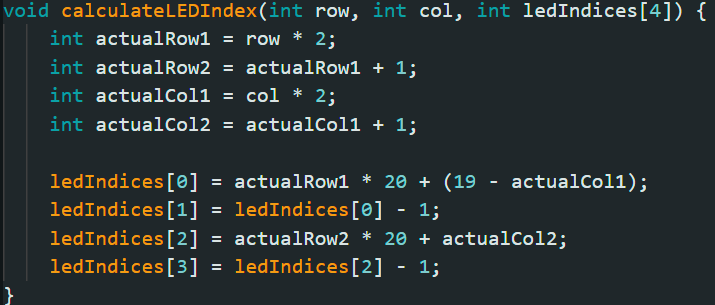 void calculateLEDIndex(int row, int col, int ledIndices[4]) {
    int actualRow1 = row * 2;
    int actualRow2 = actualRow1 + 1;
    int actualCol1 = col * 2;
    int actualCol2 = actualCol1 + 1;

    ledIndices[0] = actualRow1 * 20 + (19 - actualCol1);
    ledIndices[1] = ledIndices[0] - 1;
    ledIndices[2] = actualRow2 * 20 + actualCol2;
    ledIndices[3] = ledIndices[2] - 1;
}